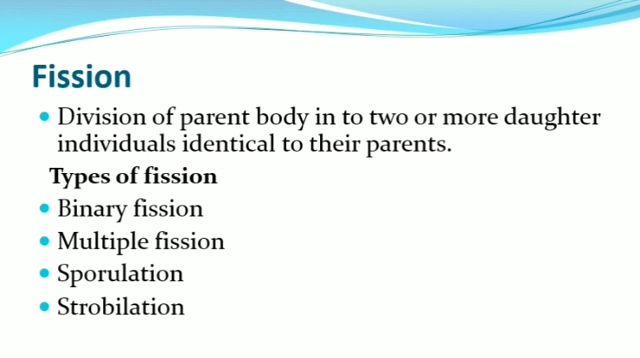 Fission
Division of parent body in to two or more daughter
individuals identical to their parents.
Types of fission
Binary fission
Multiple fission
Sporulation
Strobilation